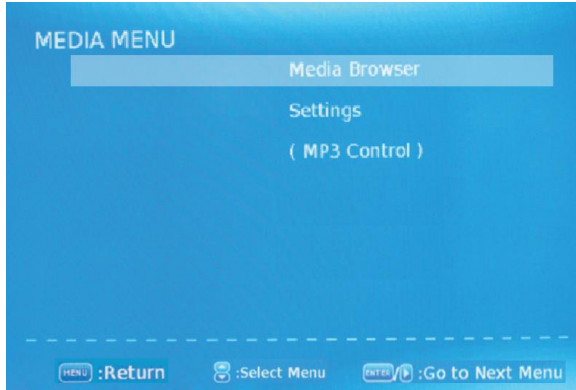 MEDIA MENU
Media Browser
Settings
( MP3 Control )
MENU :Return :Select Menu ENTER/ :Go to Next Menu